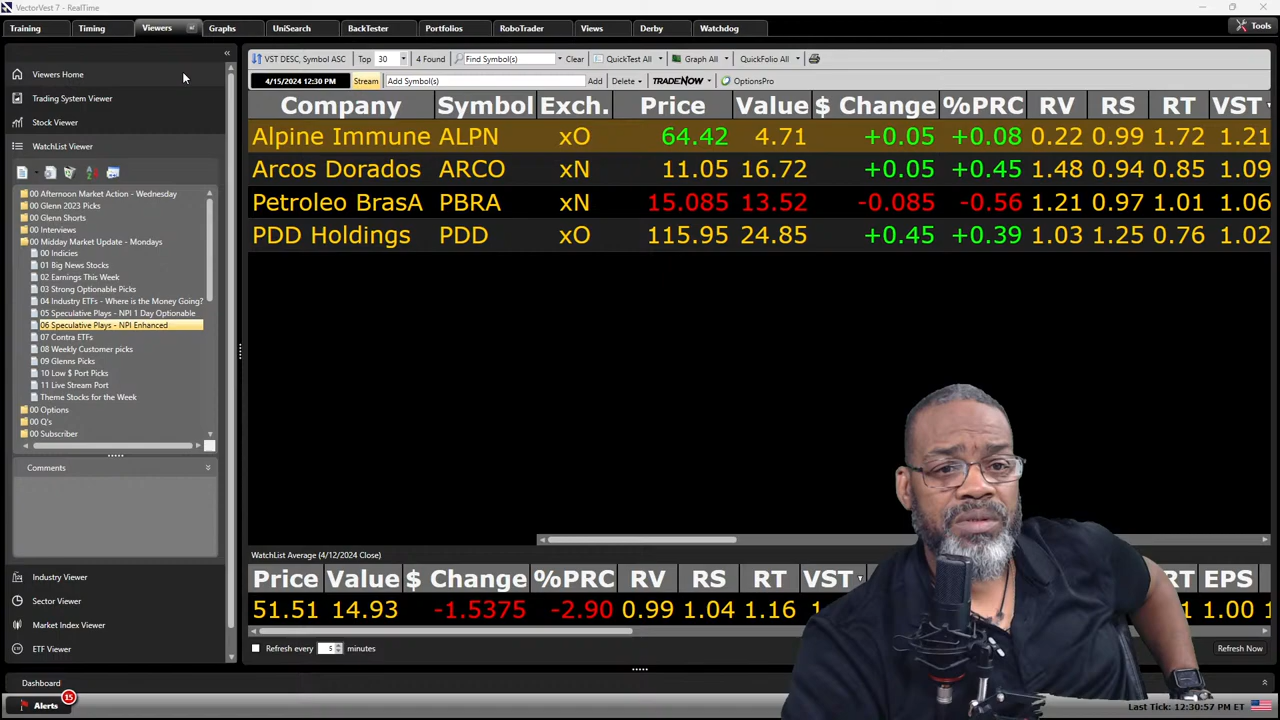 VectorVest 7 - RealTime
Training Timing Viewers Graphs UniSearch BackTester Portfolios RoboTrader Views Derby Watchdog Tools
VST DESC, Symbol ASC Top 30 4 Found Find Symbol(s) Clear QuickTest All Graph All QuickFolio All
4/15/2024 12:30 PM Stream Add Symbol(s) Add Delete TRADENOW OptionsPro
Viewers Home
Trading System Viewer
Stock Viewer
WatchList Viewer
00 Afternoon Market Action - Wednesday
00 Glenn 2023 Picks
00 Glenn Shorts
00 Interviews
00 Midday Market Update - Mondays
00 Indicies
01 Big News Stocks
02 Earnings This Week
03 Strong Optionable Picks
04 Industry ETFs - Where is the Money Going?
05 Speculative Plays - NPI 1 Day Optionable
06 Speculative Plays - NPI Enhanced
07 Contra ETFs
08 Weekly Customer picks
09 Glenns Picks
10 Low $ Port Picks
11 Live Stream Port
Theme Stocks for the Week
00 Options
00 Q's
00 Subscriber
Comments
Industry Viewer
Sector Viewer
Market Index Viewer
ETF Viewer
Company Symbol Exch. Price Value $ Change %PRC RV RS RT VST
Alpine Immune ALPN xO 64.42 4.71 +0.05 +0.08 0.22 0.99 1.72 1.21
Arcos Dorados ARCO xN 11.05 16.72 +0.05 +0.45 1.48 0.94 0.85 1.09
Petroleo BrasA PBRA xN 15.085 13.52 -0.085 -0.56 1.21 0.97 1.01 1.06
PDD Holdings PDD xO 115.95 24.85 +0.45 +0.39 1.03 1.25 0.76 1.02
WatchList Average (4/12/2024 Close)
Price Value $ Change %PRC RV RS RT VST RT EPS
51.51 14.93 -1.5375 -2.90 0.99 1.04 1.16 1.00 1.04
Refresh every 5 minutes Refresh Now
Dashboard
Alerts 15
Last Tick: 12:30:57 PM ET